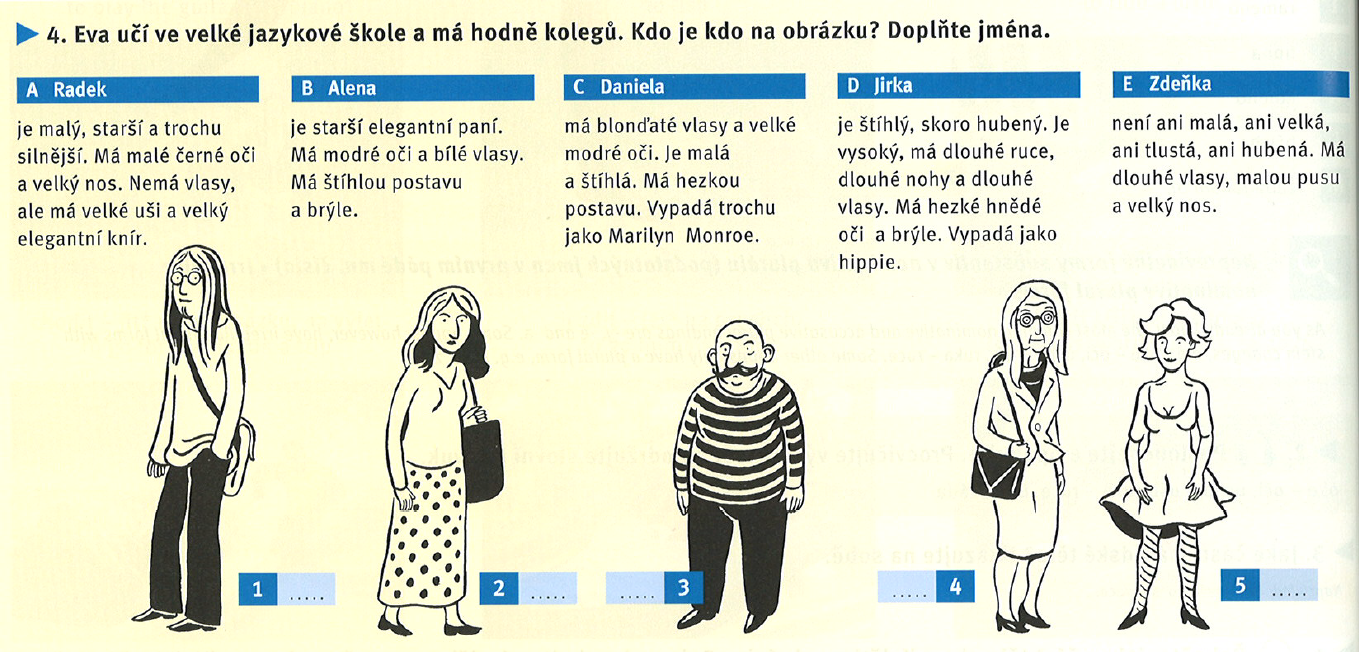 4. Eva učí ve velké jazykové škole a má hodně kolegů. Kdo je kdo na obrázku? Doplňte jména.
A Radek
je malý, starší a trochu
silnější. Má malé černé oči
a velký nos. Nemá vlasy,
ale má velké uši a velký
elegantní knír.
B Alena
je starší elegantní paní.
Má modré oči a bílé vlasy.
Má štíhlou postavu
a brýle.
C Daniela
má blonďaté vlasy a velké
modré oči. Je malá
a štíhlá. Má hezkou
postavu. Vypadá trochu
jako Marilyn Monroe.
D Jirka
je štíhlý, skoro hubený. Je
vysoký, má dlouhé ruce,
dlouhé nohy a dlouhé
vlasy. Má hezké hnědé
oči a brýle. Vypadá jako
hippie.
E Zdeňka
není ani malá, ani velká,
ani tlustá, ani hubená. Má
dlouhé vlasy, malou pusu
a velký nos.
1 .....
2 .....
..... 3
..... 4
5 .....